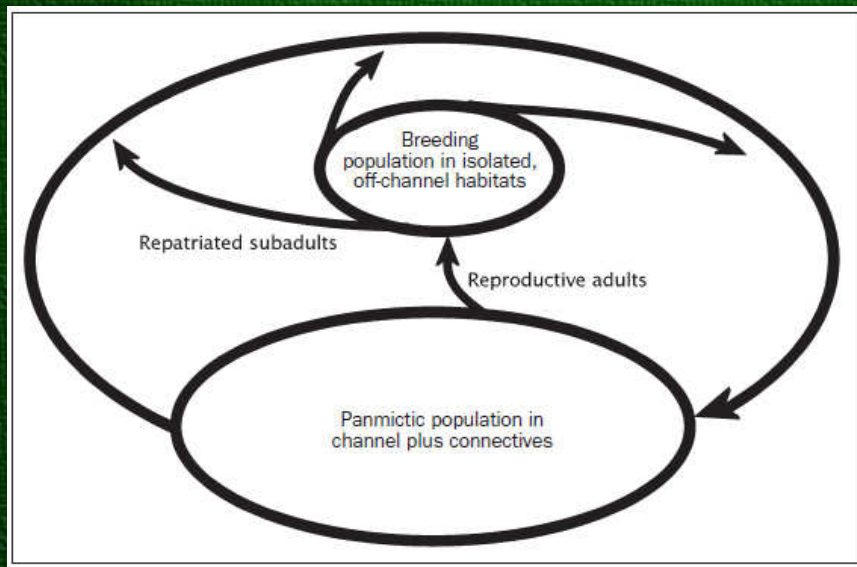 Breeding
population in isolated,
off-channel habitats
Repatriated subadults
Reproductive adults
Panmictic population in
channel plus connectives